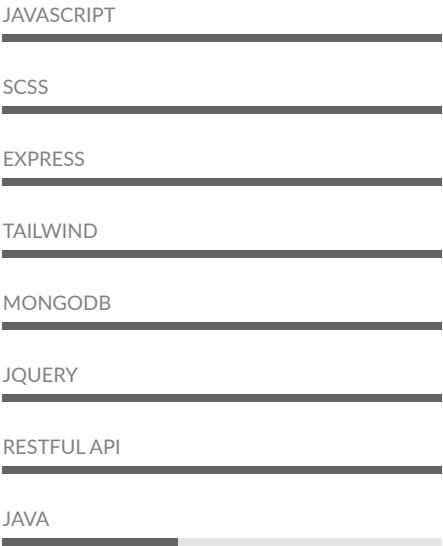 JAVASCRIPT
SCSS
EXPRESS
TAILWIND
MONGODB
JQUERY
RESTFUL API
JAVA